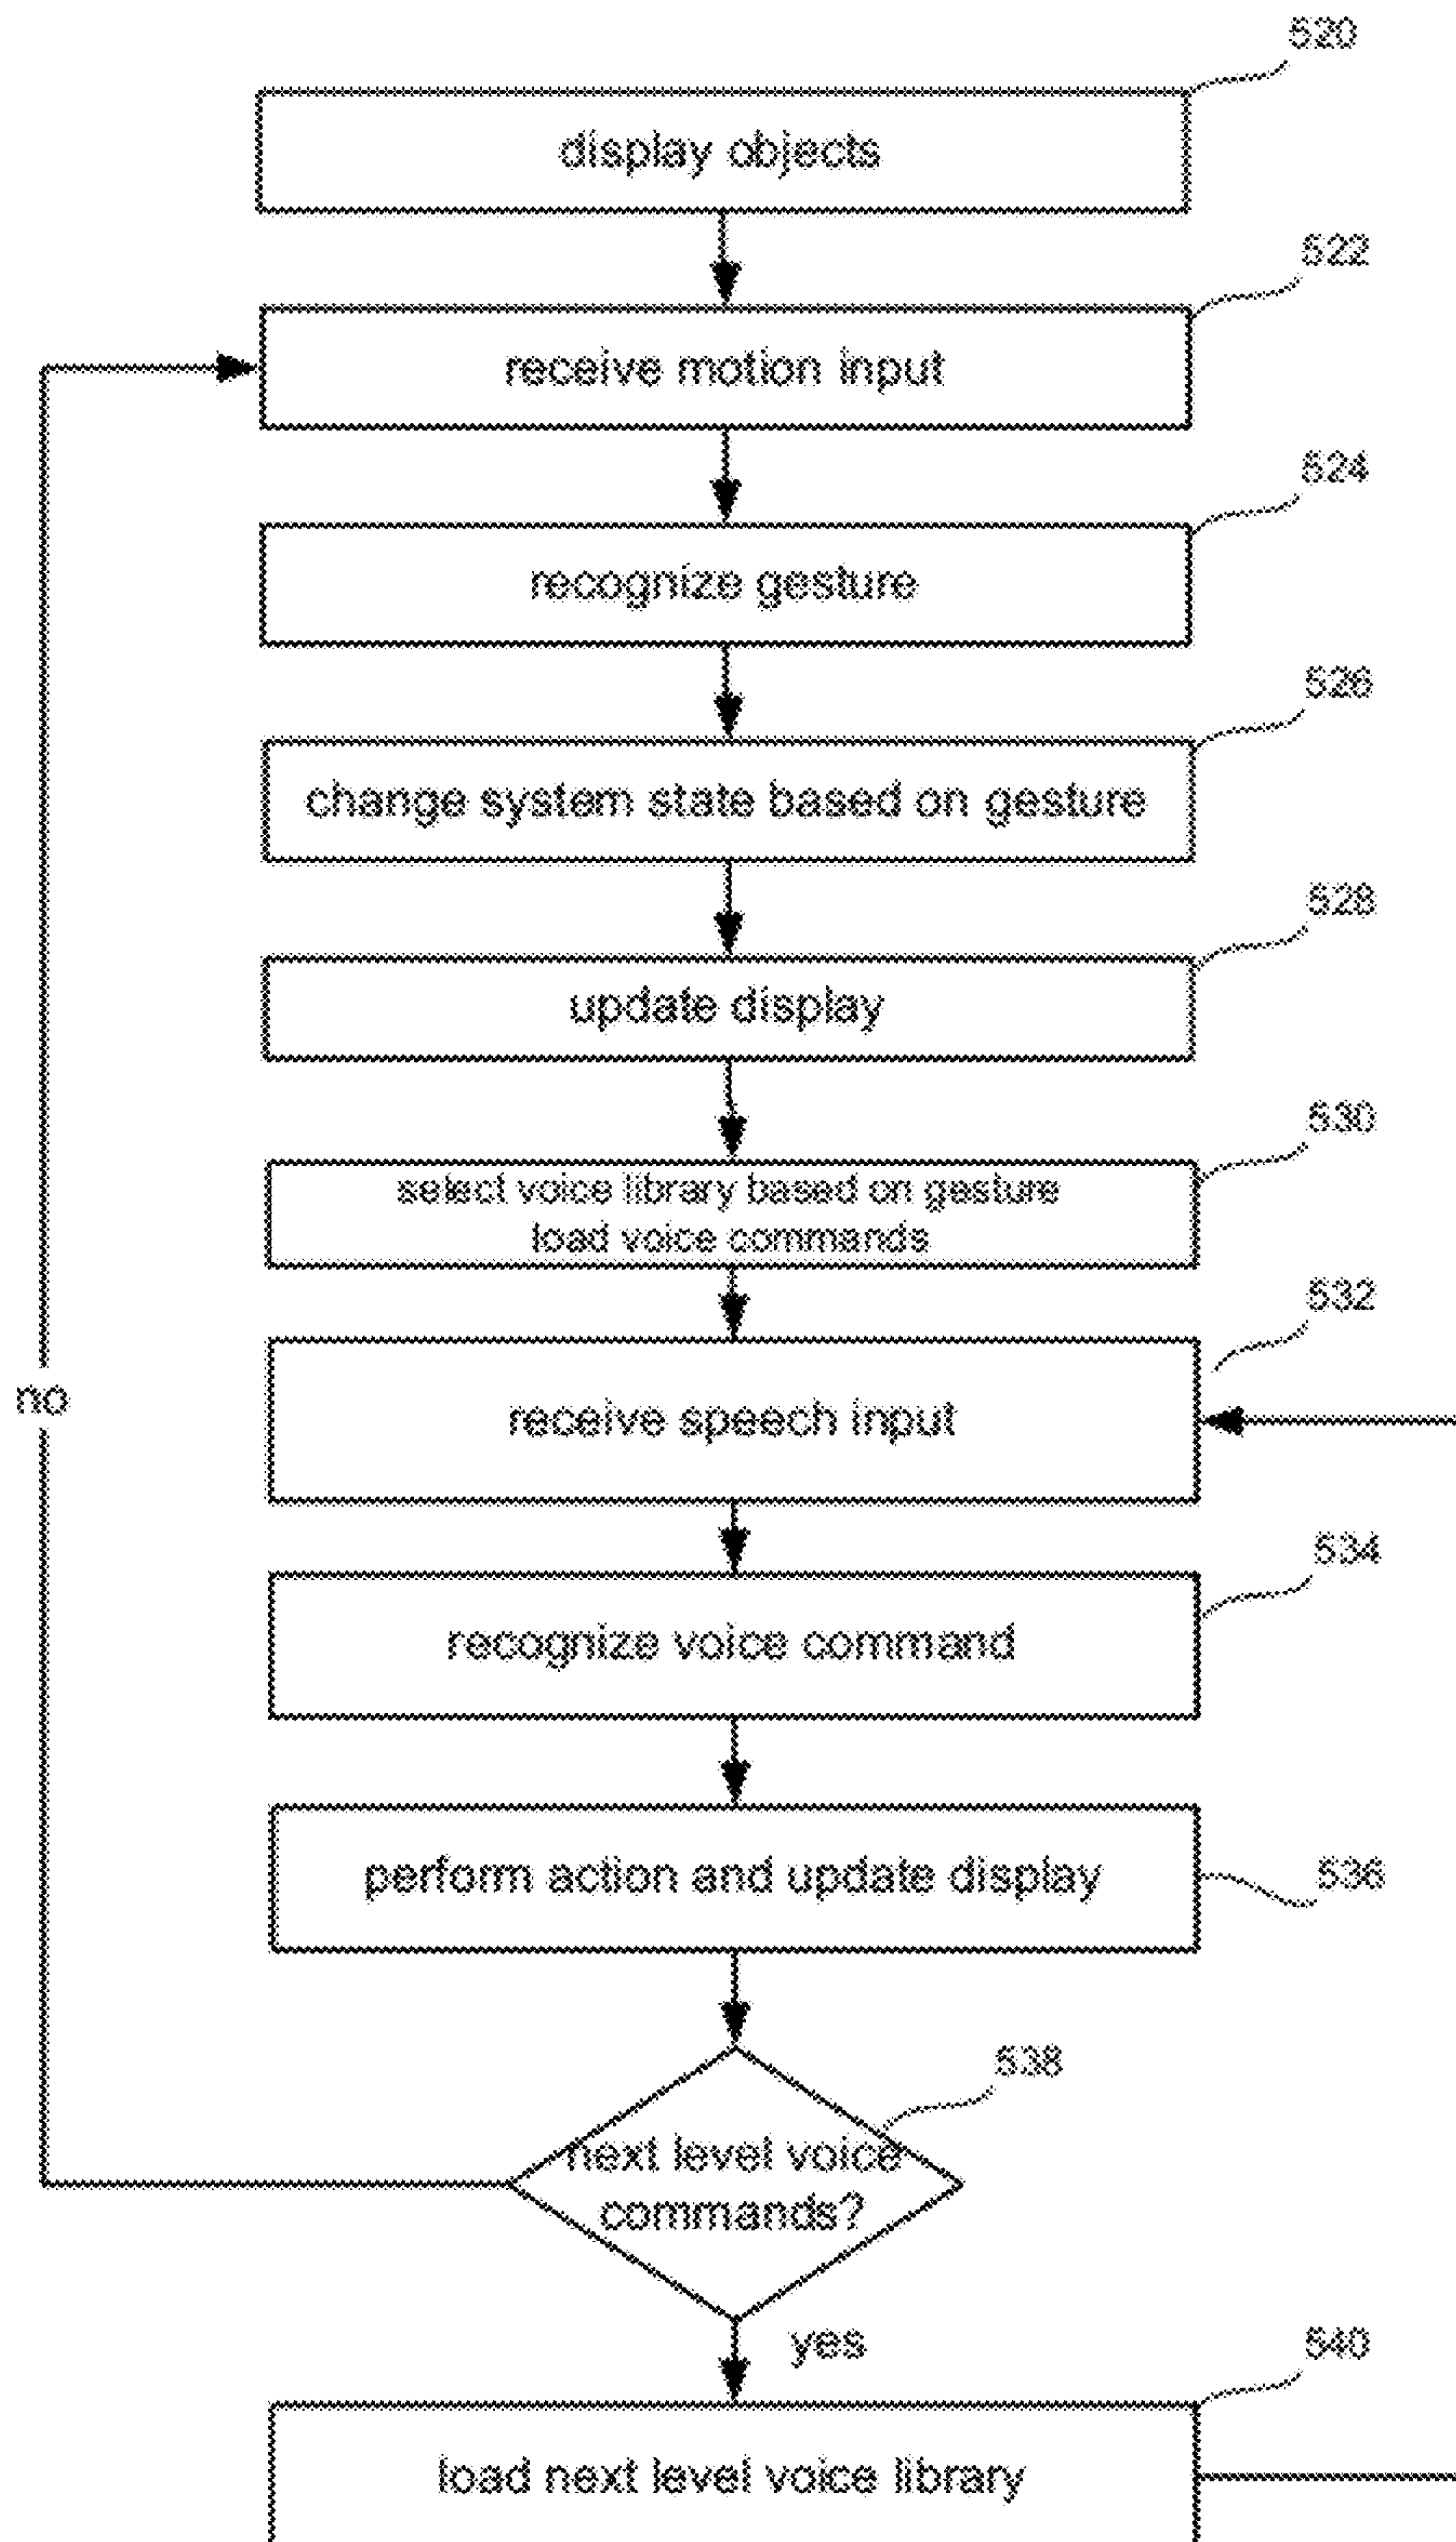 520
display objects
522
receive motion input
524
recognize gesture
526
change system state based on gesture
528
update display
530
select voice library based on gesture
load voice commands
532
receive speech input
no
534
recognize voice command
perform action and update display
536
538
next level voice
commands?
yes
540
load next level voice library